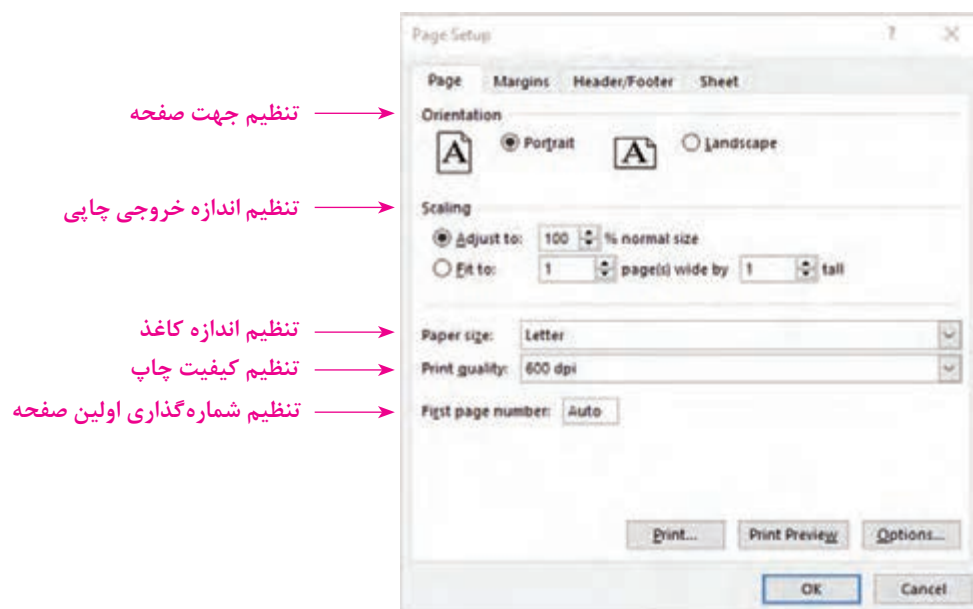 Page Setup ?
Page Margins Header/Footer Sheet
تنظیم جهت صفحه
Orientation
A Portrait A Landscape
تنظیم اندازه خروجی چاپی
Scaling
Adjust to: 100 % normal size
Fit to: 1 page(s) wide by 1 tall
تنظیم اندازه کاغذ
Paper size: Letter
تنظیم کیفیت چاپ
Print quality: 600 dpi
تنظیم شماره‌گذاری اولین صفحه
First page number: Auto
Print... Print Preview Options...
OK Cancel